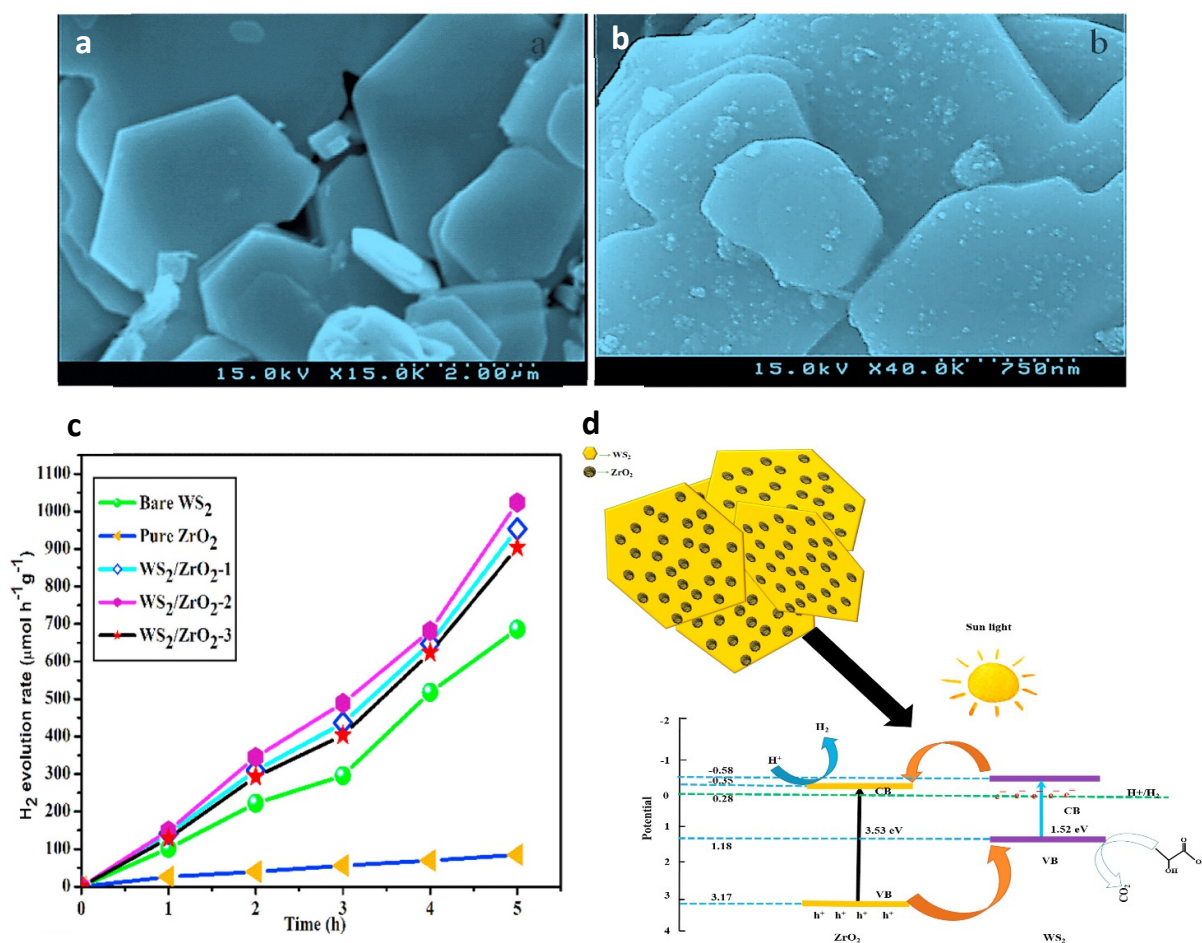 a
a
15.0kV X15.0K 2.00μm
b
b
15.0kV X40.0K 750nm
c
H₂ evolution rate (μmol h⁻¹g⁻¹)
1100
1000
900
800
700
600
500
400
300
200
100
0
Bare WS₂
Pure ZrO₂
WS₂/ZrO₂-1
WS₂/ZrO₂-2
WS₂/ZrO₂-3
0 1 2 3 4 5
Time (h)
d
WS₂
ZrO₂
Sun light
Potential
-2
-1
0
1
2
3
4
H₂
H⁺
-0.58
-0.35
0.28
1.18
3.17
CB
3.53 eV
VB
h⁺ h⁺ h⁺ h⁺
ZrO₂
H+/H₂
e e e e e
CB
1.52 eV
VB
O
OH
O
CO₂
WS₂